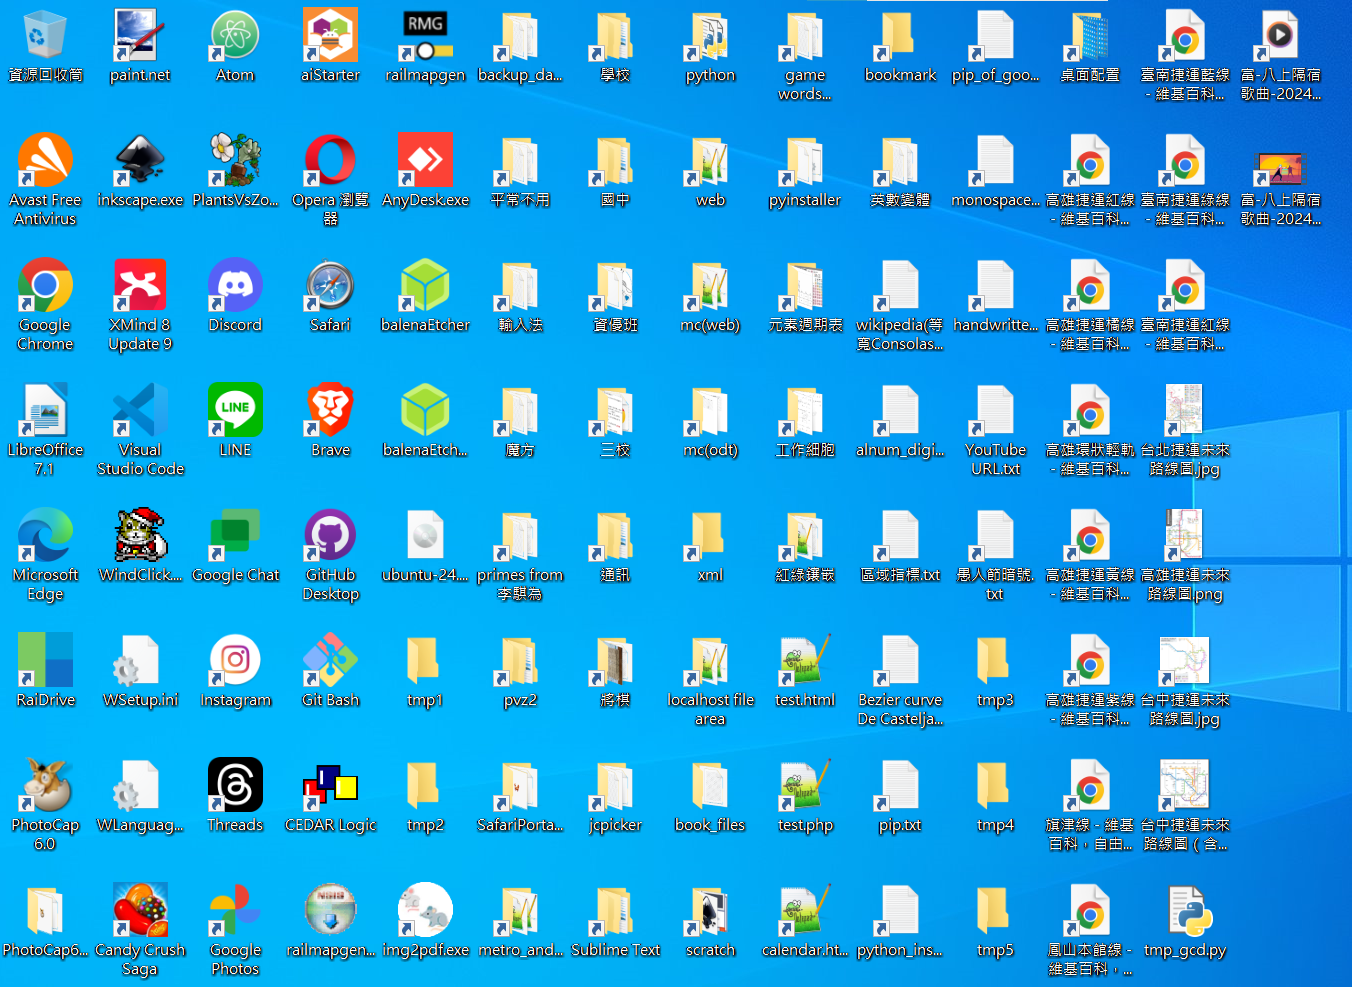 資源回收筒
paint.net
Atom
aiStarter
RMG
railmapgen
backup_da...
學校
python
game
words...
bookmark
pip_of_goo...
桌面配置
臺南捷運藍線
- 維基百科...
富-八上隔宿
歌曲-2024...
Avast Free
Antivirus
inkscape.exe
PlantsVsZo...
Opera 瀏覽
器
AnyDesk.exe
平常不用
國中
web
pyinstaller
英數變體
monospace...
高雄捷運紅線
- 維基百科...
臺南捷運綠線
- 維基百科...
富-八上隔宿
歌曲-2024...
Google
Chrome
XMind 8
Update 9
Discord
Safari
balenaEtcher
輸入法
資優班
mc(web)
元素週期表
wikipedia(等
寬Consolas...
handwritte...
高雄捷運橘線
- 維基百科...
臺南捷運紅線
- 維基百科...
LibreOffice
7.1
Visual
Studio Code
LINE
LINE
Brave
balenaEtch...
魔方
三校
mc(odt)
工作細胞
alnum_digi...
YouTube
URL.txt
高雄環狀輕軌
- 維基百科...
台北捷運未來
路線圖.jpg
Microsoft
Edge
WindClick....
Google Chat
GitHub
Desktop
ubuntu-24....
primes from
李騏為
通訊
xml
紅綠鑲嵌
區域指標.txt
愚人節暗號.
txt
高雄捷運黃線
- 維基百科...
高雄捷運未來
路線圖.png
RaiDrive
WSetup.ini
Instagram
Git Bash
tmp1
pvz2
將棋
localhost file
area
test.html
Bezier curve
De Castelja...
tmp3
高雄捷運紫線
- 維基百科...
台中捷運未來
路線圖.jpg
PhotoCap
6.0
WLanguag...
Threads
CEDAR Logic
tmp2
SafariPorta...
jcpicker
book_files
test.php
pip.txt
tmp4
旗津線 - 維基
百科，自由...
台中捷運未來
路線圖（含...
PhotoCap6...
Candy Crush
Saga
Google
Photos
NSIS
railmapgen...
img2pdf.exe
metro_and...
Sublime Text
scratch
calendar.ht...
python_ins...
tmp5
鳳山本館線 -
維基百科，...
tmp_gcd.py